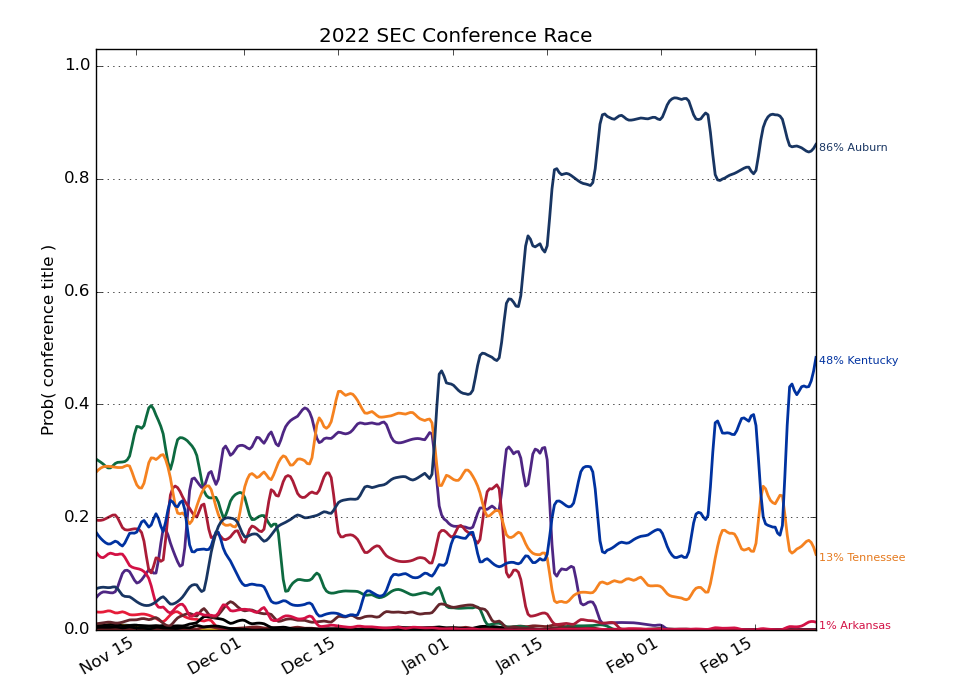 2022 SEC Conference Race
Prob( conference title )
1.0
0.8
0.6
0.4
0.2
0.0
86% Auburn
48% Kentucky
13% Tennessee
1% Arkansas
Nov 15
Dec 01
Dec 15
Jan 01
Jan 15
Feb 01
Feb 15